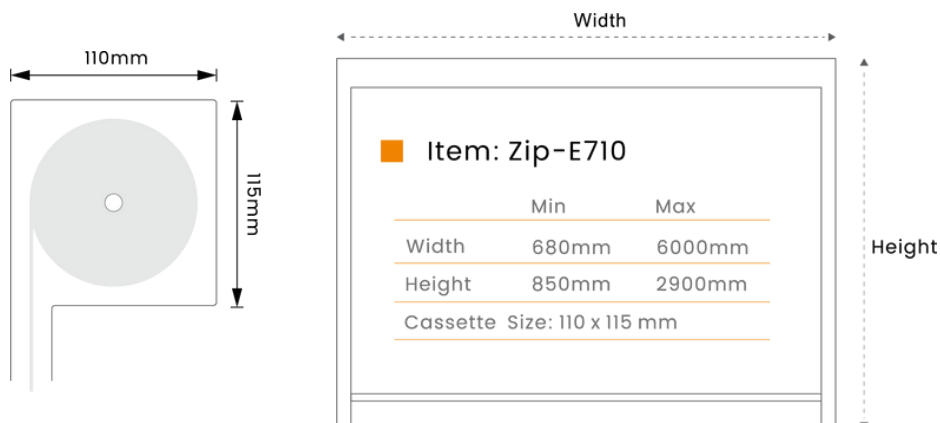 Width
110mm
115mm
Item: Zip-E710
Min Max
Width 680mm 6000mm
Height 850mm 2900mm
Cassette Size: 110 x 115 mm
Height